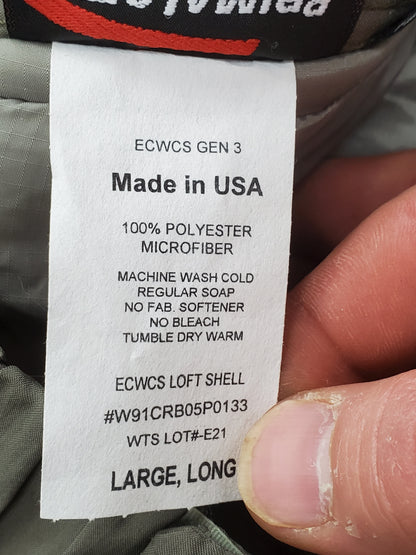 PRIMALOFT
ECWCS GEN 3
Made in USA
100% POLYESTER
MICROFIBER
MACHINE WASH COLD
REGULAR SOAP
NO FAB. SOFTENER
NO BLEACH
TUMBLE DRY WARM
ECWCS LOFT SHELL
#W91CRB05P0133
WTS LOT#-E21
LARGE, LONG